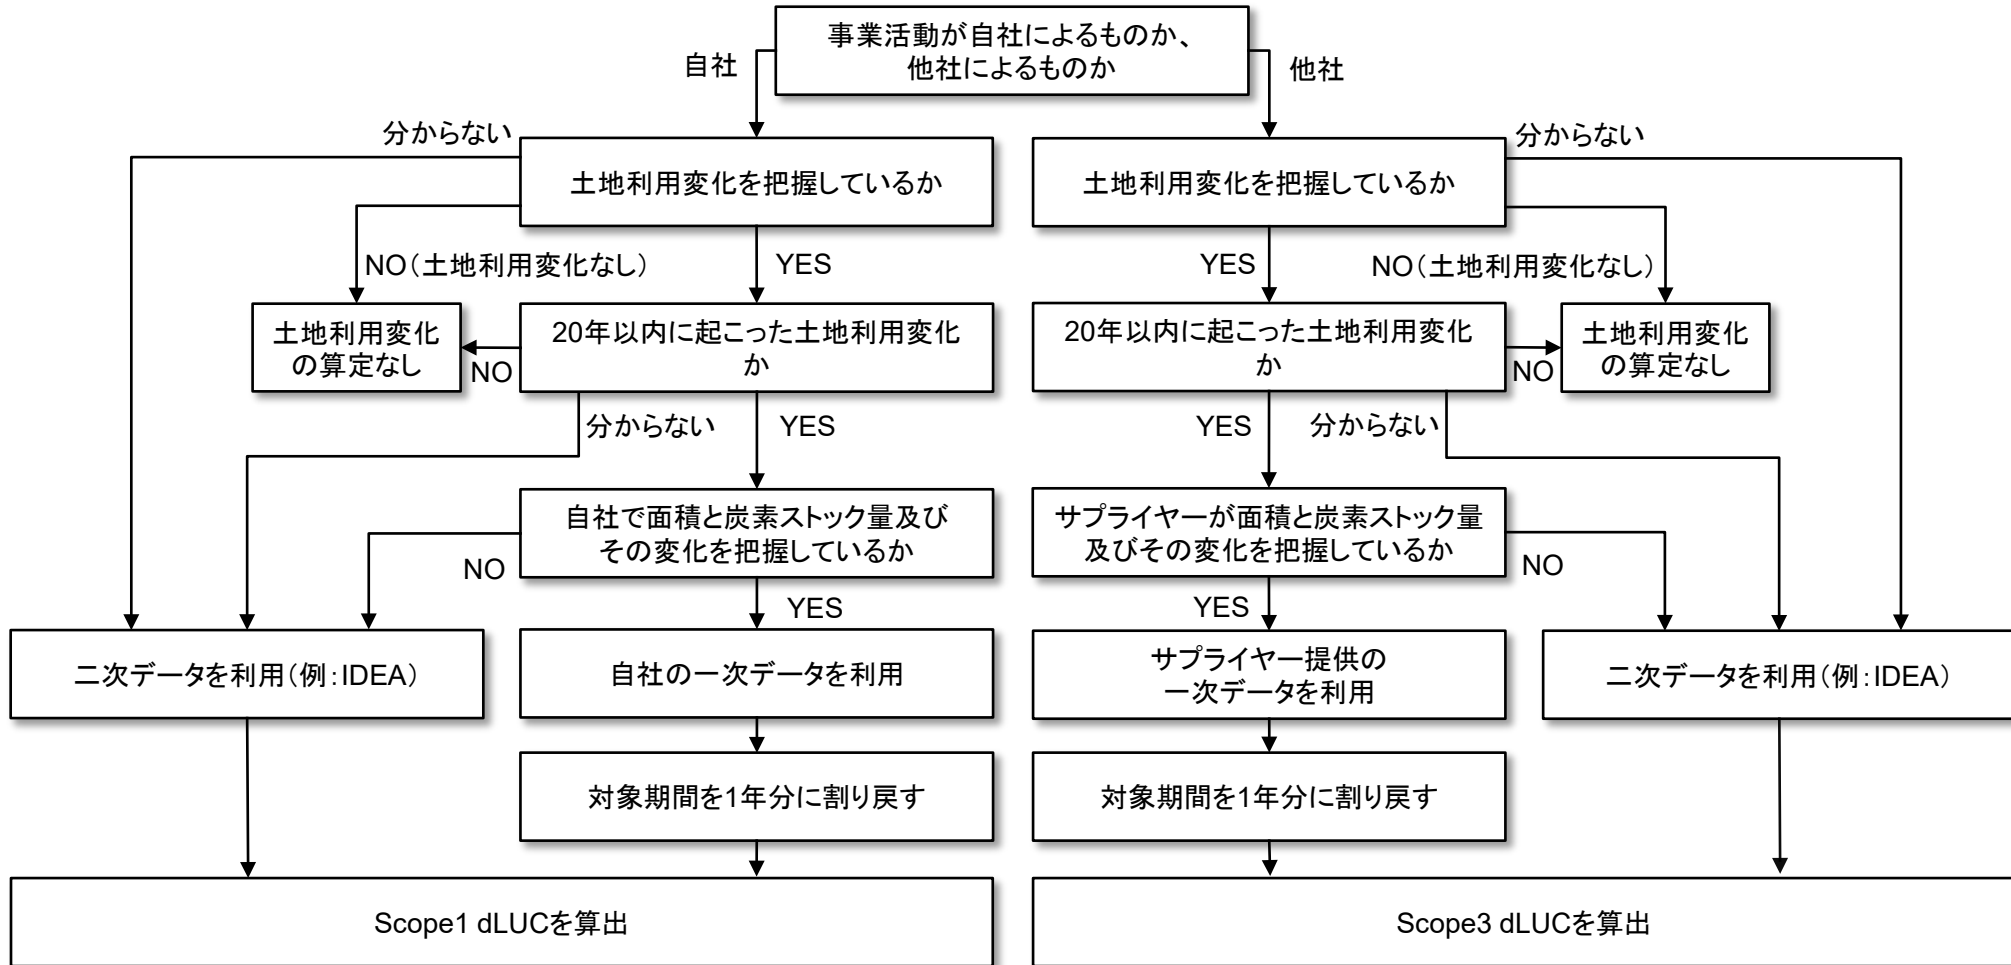 事業活動が自社によるものか、
他社によるものか
自社
他社
分からない
分からない
土地利用変化を把握しているか
土地利用変化を把握しているか
NO（土地利用変化なし）
YES
YES
NO（土地利用変化なし）
土地利用変化
の算定なし
20年以内に起こった土地利用変化
か
20年以内に起こった土地利用変化
か
土地利用変化
の算定なし
NO
NO
分からない
YES
YES
分からない
自社で面積と炭素ストック量及び
その変化を把握しているか
サプライヤーが面積と炭素ストック量
及びその変化を把握しているか
NO
NO
YES
YES
二次データを利用（例：IDEA）
自社の一次データを利用
サプライヤー提供の
一次データを利用
二次データを利用（例：IDEA）
対象期間を1年分に割り戻す
対象期間を1年分に割り戻す
Scope1 dLUCを算出
Scope3 dLUCを算出